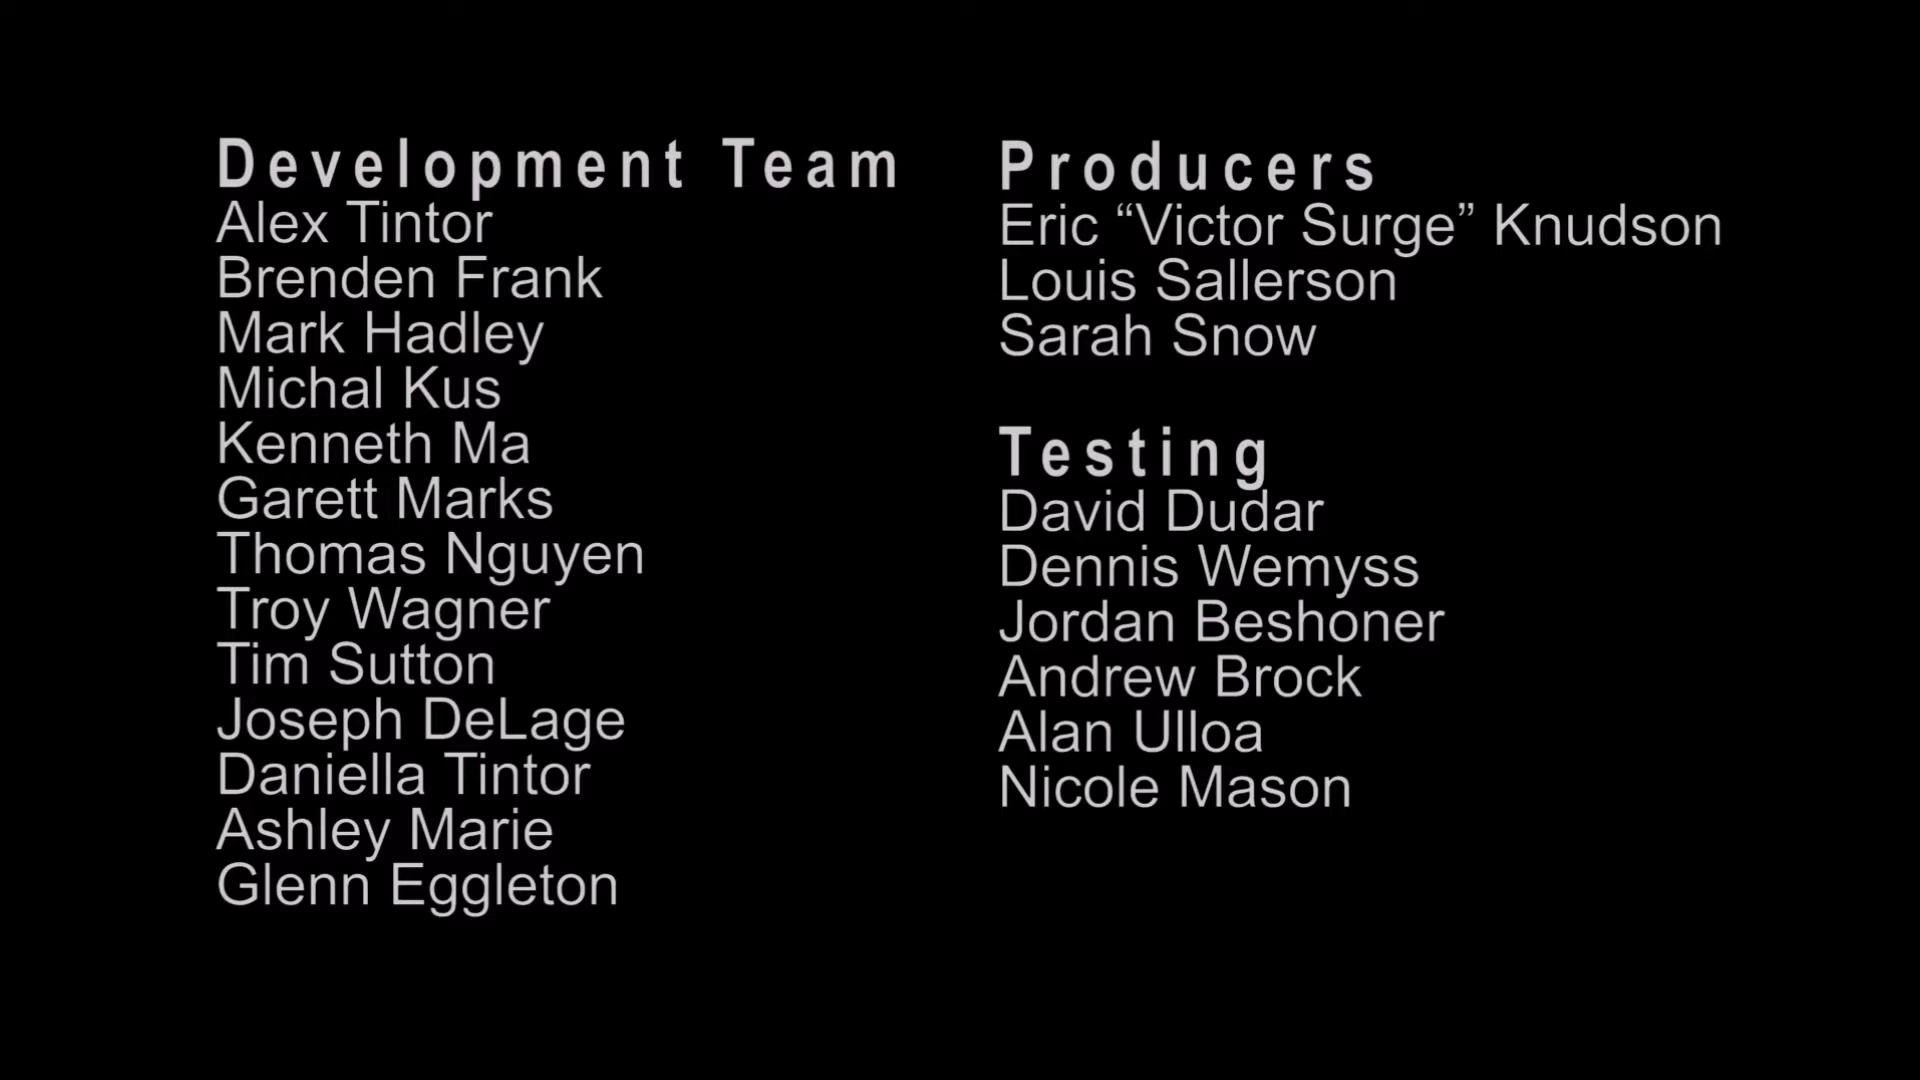 Development Team
Alex Tintor
Brenden Frank
Mark Hadley
Michal Kus
Kenneth Ma
Garett Marks
Thomas Nguyen
Troy Wagner
Tim Sutton
Joseph DeLage
Daniella Tintor
Ashley Marie
Glenn Eggleton
Producers
Eric “Victor Surge” Knudson
Louis Sallerson
Sarah Snow
Testing
David Dudar
Dennis Wemyss
Jordan Beshoner
Andrew Brock
Alan Ulloa
Nicole Mason